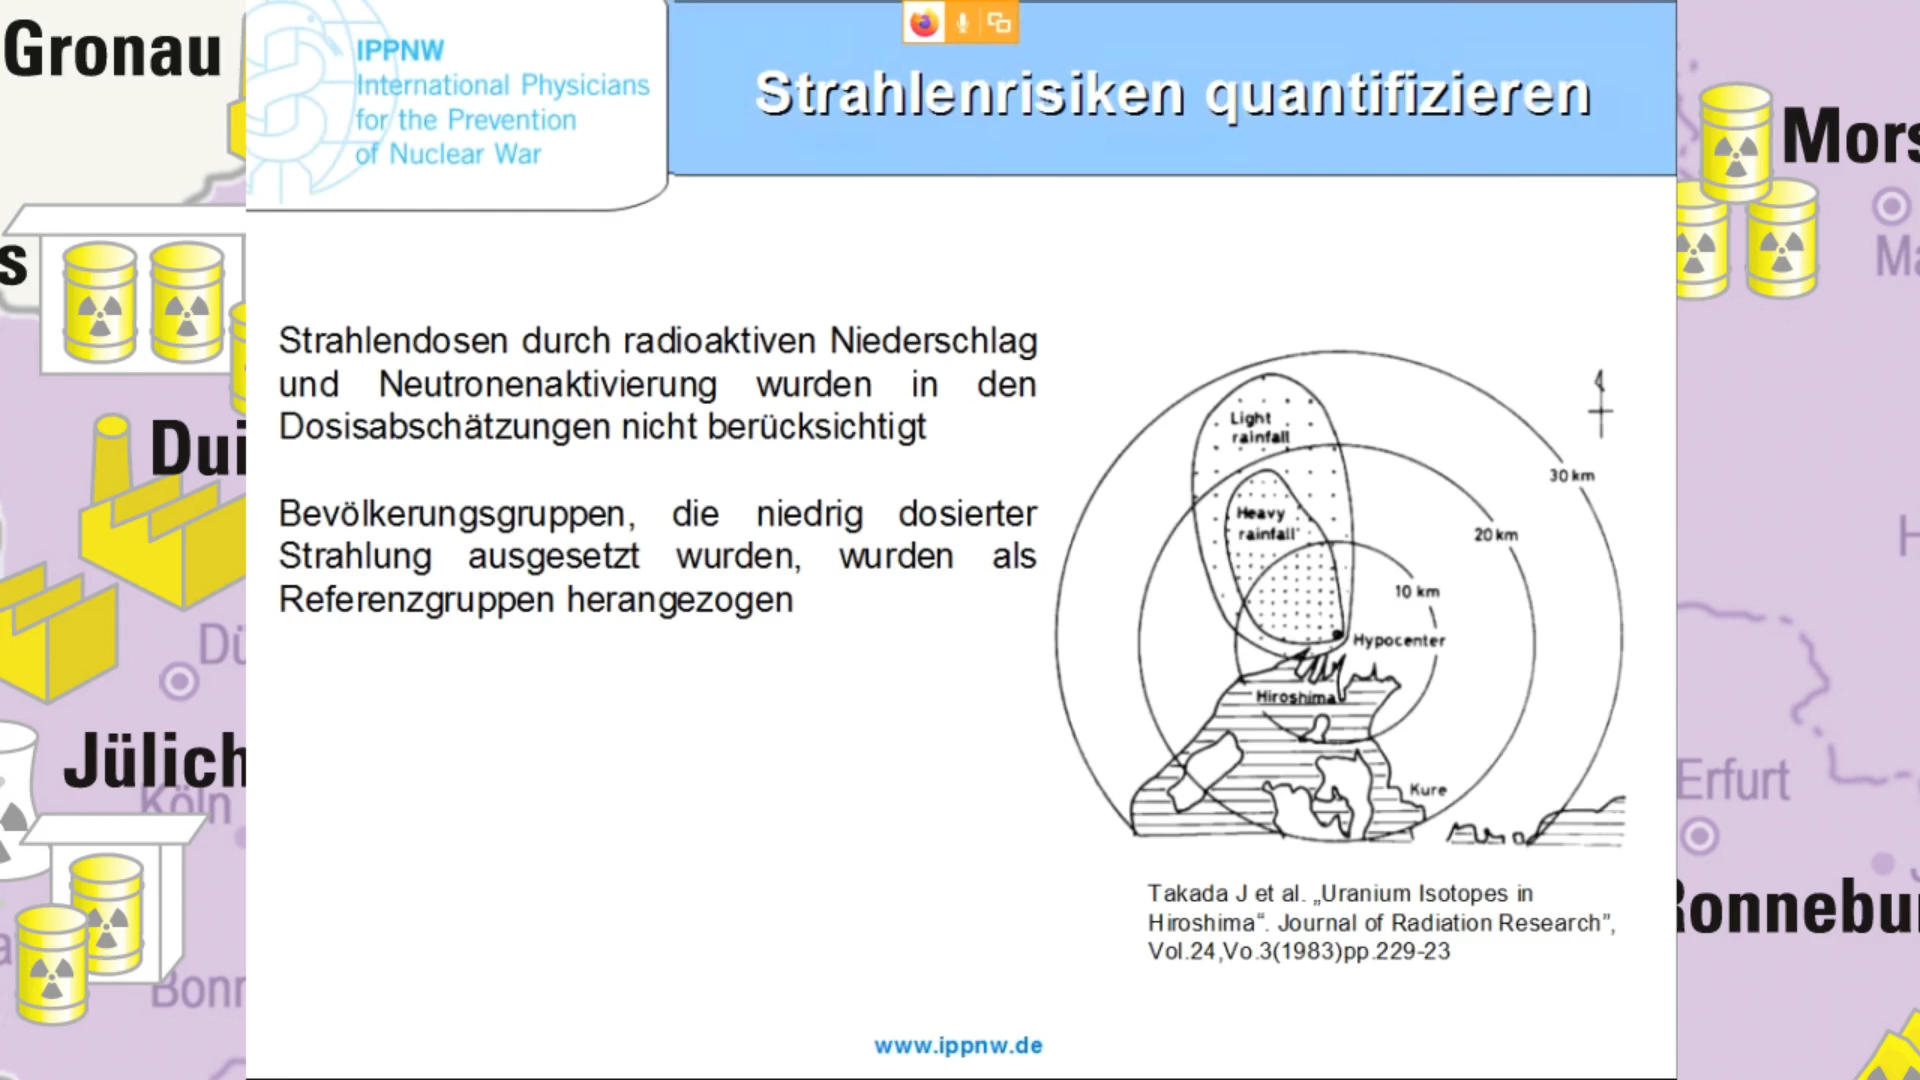 Gronau
IPPNW
International Physicians
for the Prevention
of Nuclear War
Strahlenrisiken quantifizieren
Strahlendosen durch radioaktiven Niederschlag
und Neutronenaktivierung wurden in den
Dosisabschätzungen nicht berücksichtigt
Bevölkerungsgruppen, die niedrig dosierter
Strahlung ausgesetzt wurden, wurden als
Referenzgruppen herangezogen
Light
rainfall
Heavy
rainfall
30 km
20 km
10 km
Hypocenter
Hiroshima
Kure
Takada J et al. „Uranium Isotopes in
Hiroshima“. Journal of Radiation Research”,
Vol.24,Vo.3(1983)pp.229-23
www.ippnw.de
s
Dui
Dü
Jülich
Köln
Bonn
Mors
Ma
H
Erfurt
J
Ronnebu